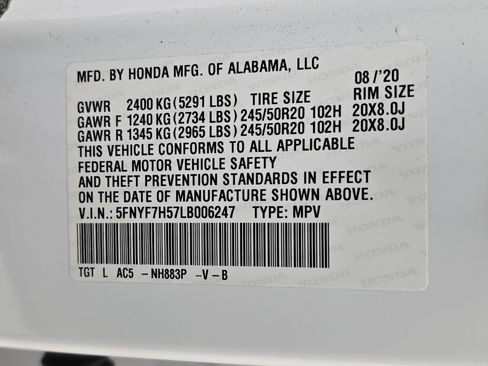 MFD. BY HONDA MFG. OF ALABAMA, LLC 08 /'20
GVWR 2400 KG(5291 LBS) TIRE SIZE RIM SIZE
GAWR F 1240 KG(2734 LBS)245/50R20 102H 20X8.0J
GAWR R 1345 KG(2965 LBS)245/50R20 102H 20X8.0J
THIS VEHICLE CONFORMS TO ALL APPLICABLE
FEDERAL MOTOR VEHICLE SAFETY
AND THEFT PREVENTION STANDARDS IN EFFECT
ON THE DATE OF MANUFACTURE SHOWN ABOVE.
V.I.N.: 5FNYF7H57LB006247 TYPE: MPV
TGT L AC5 - NH883P -V-B